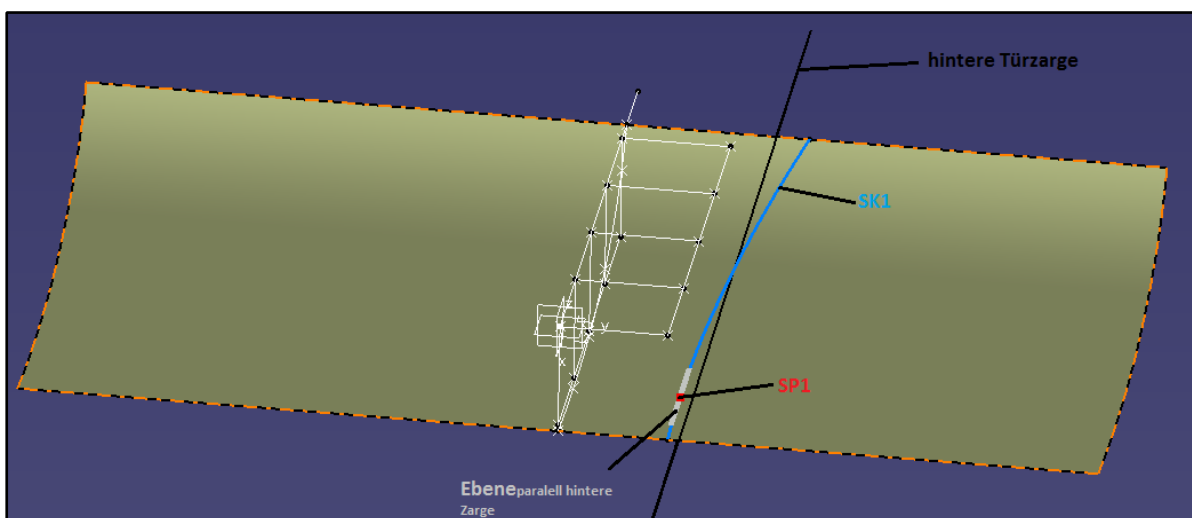 hintere Türzarge
SK1
SP1
Ebeneparalell hintere
Zarge
z
y
x